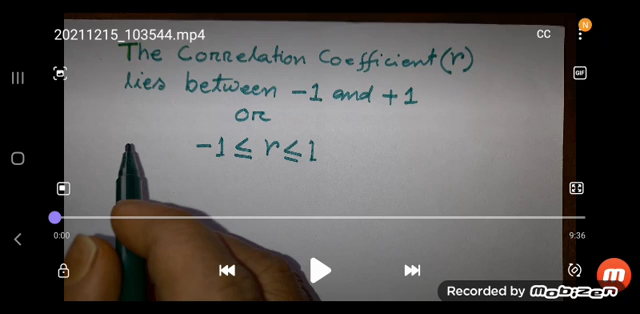 20211215_103544.mp4
CC
N
The Correlation Coefficient (r)
GIF
lies between -1 and +1
OR
-1 ≤ r ≤ 1
0:00
9:36
Recorded by Mobizen